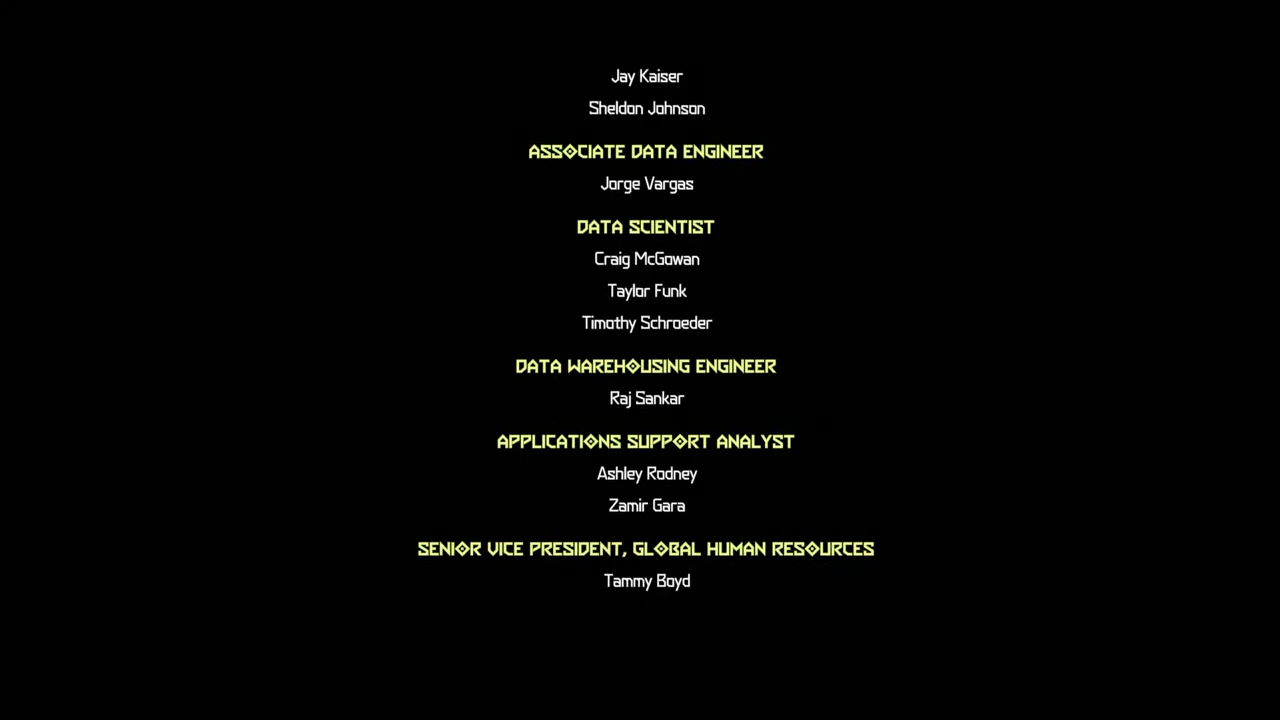 Jay Kaiser
Sheldon Johnson
ASSOCIATE DATA ENGINEER
Jorge Vargas
DATA SCIENTIST
Craig McGowan
Taylor Funk
Timothy Schroeder
DATA WAREHOUSING ENGINEER
Raj Sankar
APPLICATIONS SUPPORT ANALYST
Ashley Rodney
Zamir Gara
SENIOR VICE PRESIDENT, GLOBAL HUMAN RESOURCES
Tammy Boyd